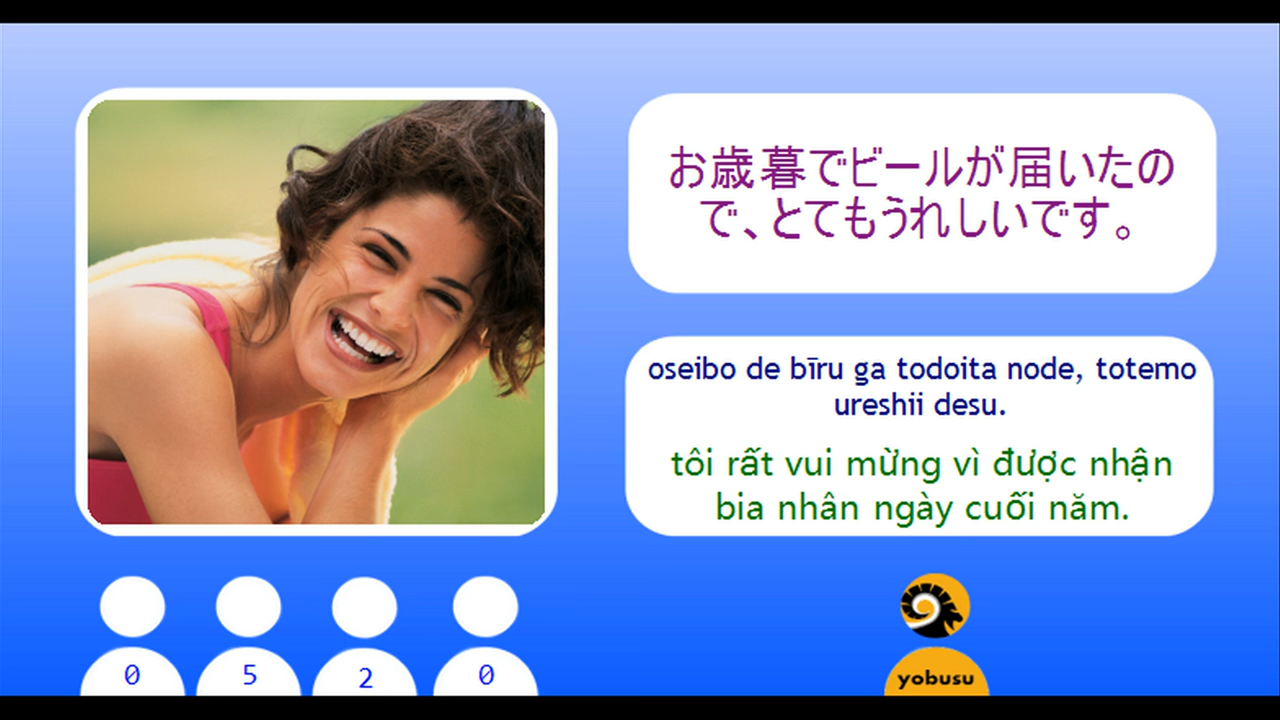 お歳暮でビールが届いたの
で、とてもうれしいです。
oseibo de bīru ga todoita node, totemo
ureshii desu.
tôi rất vui mừng vì được nhận
bia nhân ngày cuối năm.
0 5 2 0
yobusu